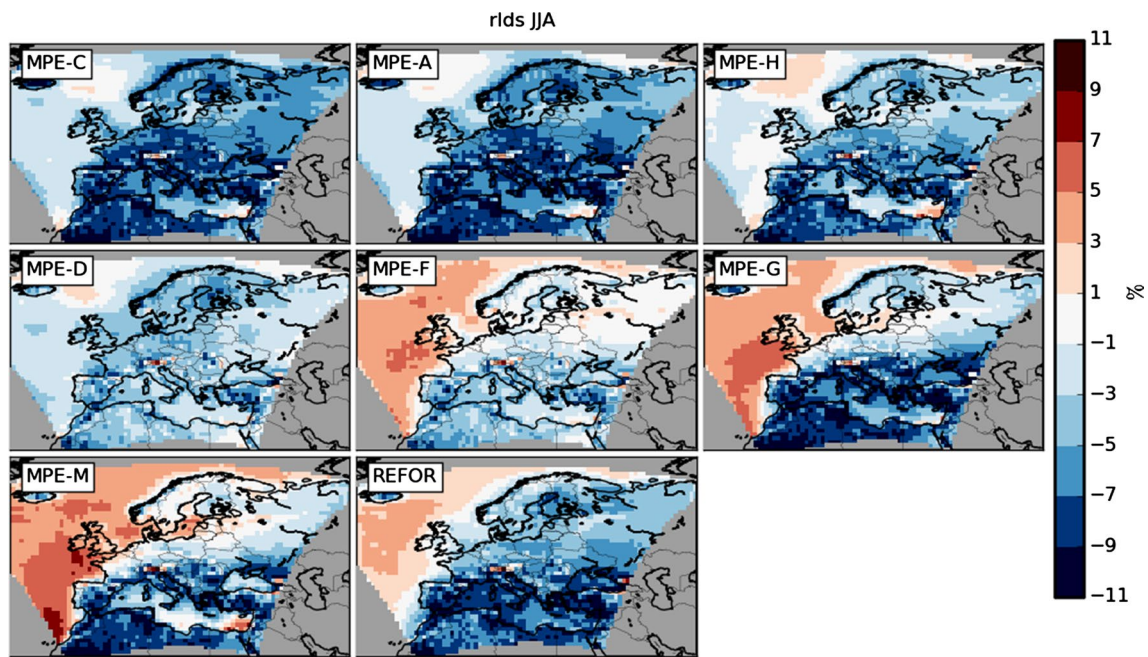 rlds JJA
MPE-C
MPE-A
MPE-H
MPE-D
MPE-F
MPE-G
MPE-M
REFOR
11
9
7
5
3
1
−1
−3
−5
−7
−9
−11
%